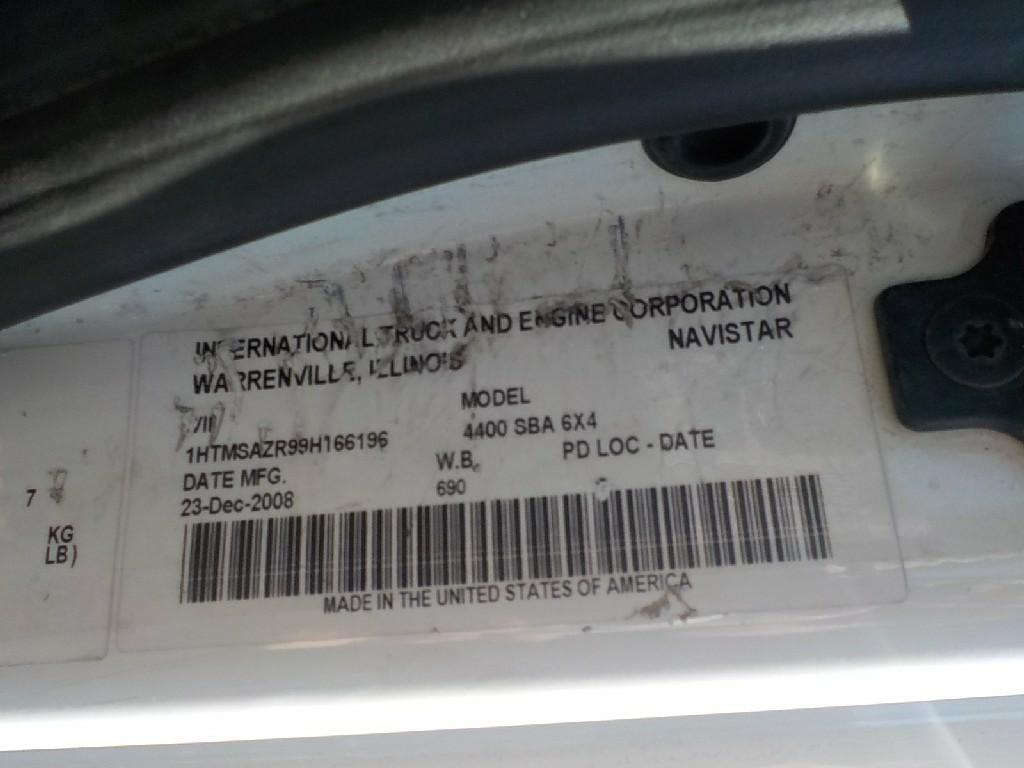 INTERNATIONAL TRUCK AND ENGINE CORPORATION
WARRENVILLE, ILLINOIS NAVISTAR
MODEL
1HTMSAZR99H166196 4400 SBA 6X4
DATE MFG. W.B. PD LOC - DATE
23-Dec-2008 690
MADE IN THE UNITED STATES OF AMERICA
7
KG
LB)